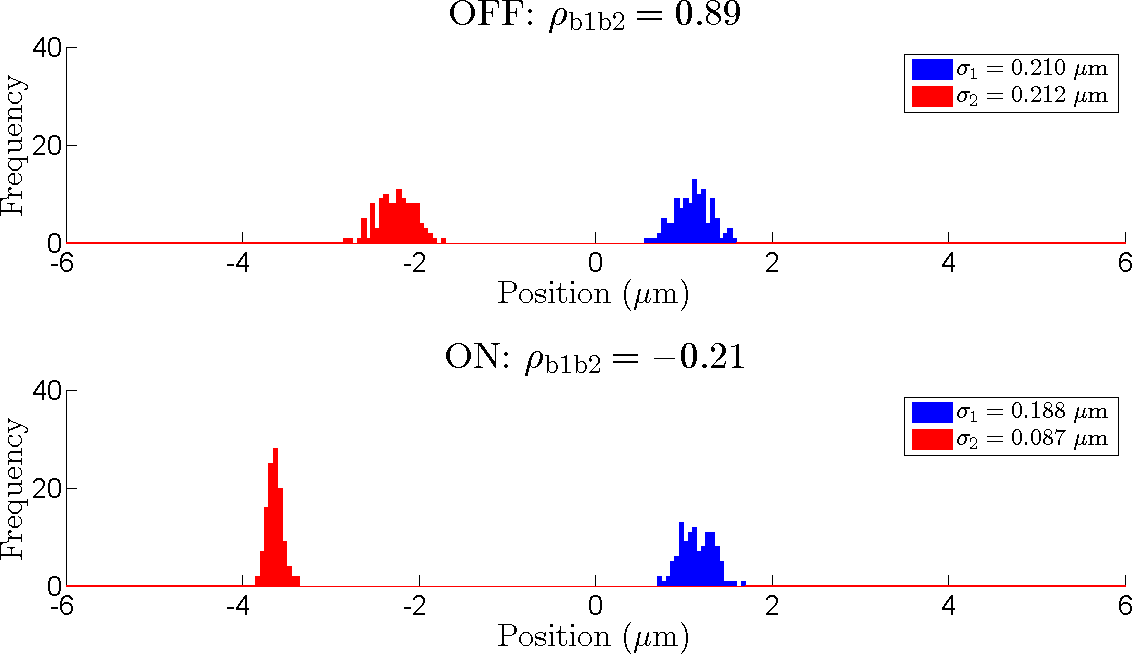 OFF: ρb1b2 = 0.89
40
20
0
Frequency
σ1 = 0.210 μm
σ2 = 0.212 μm
-6 -4 -2 0 2 4 6
Position (μm)
ON: ρb1b2 = −0.21
40
20
0
Frequency
σ1 = 0.188 μm
σ2 = 0.087 μm
-6 -4 -2 0 2 4 6
Position (μm)